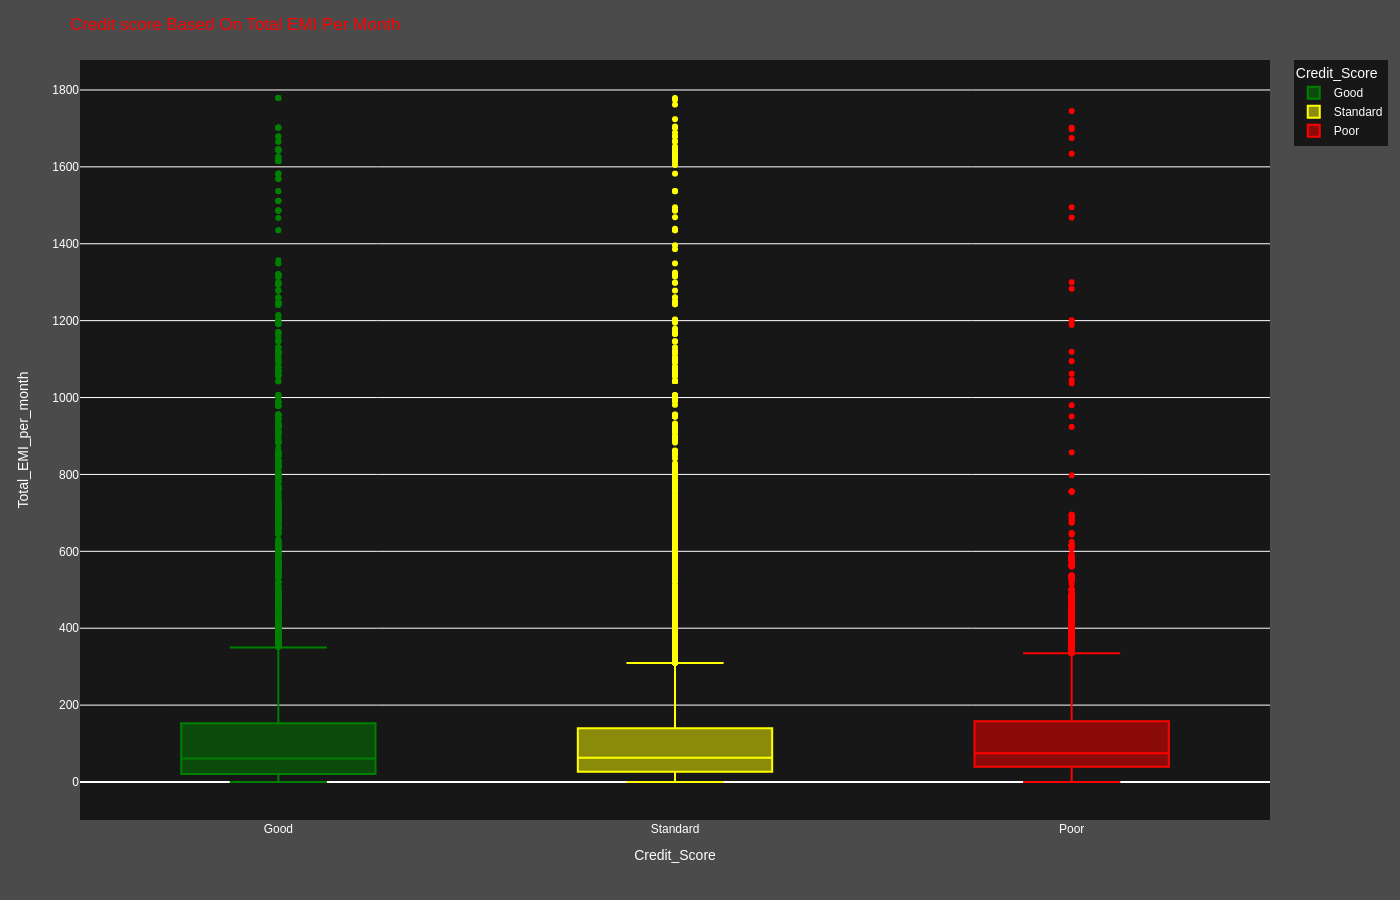 Credit score Based On Total EMI Per Month
Credit_Score
Good
Standard
Poor
1800
1600
1400
1200
1000
800
600
400
200
0
Total_EMI_per_month
Good
Standard
Poor
Credit_Score